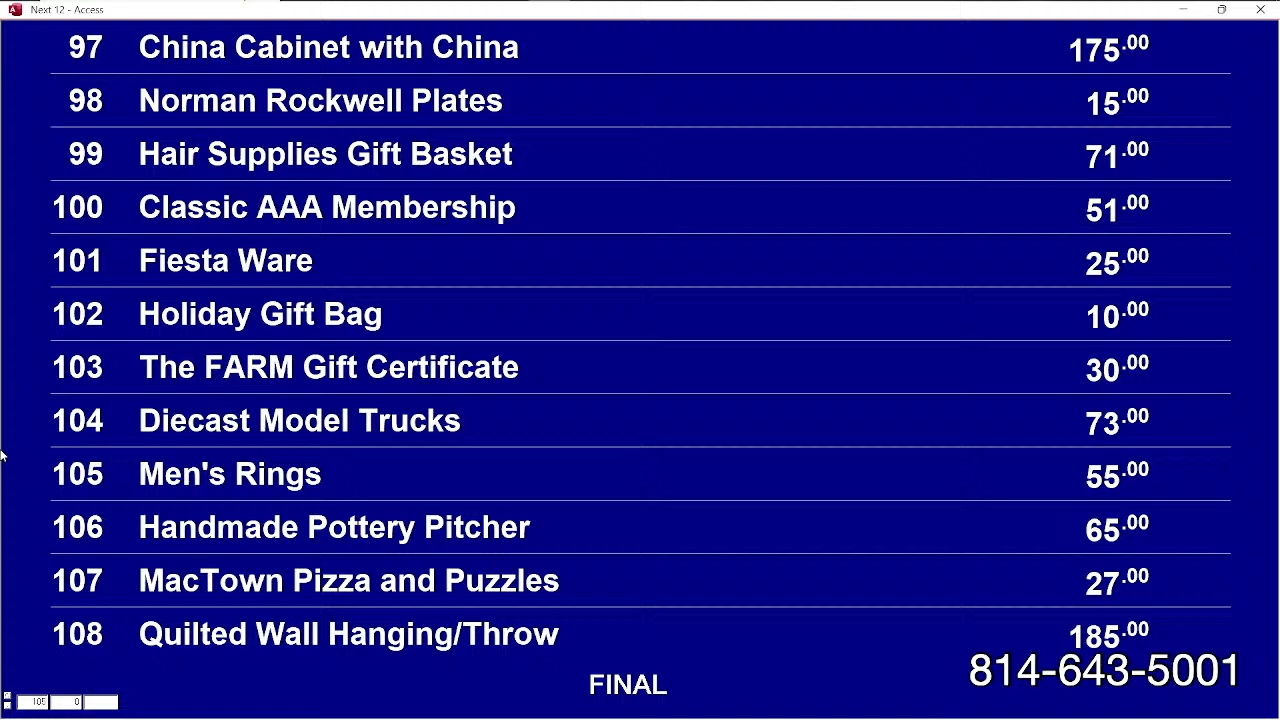 Next 12 - Access
97 China Cabinet with China 175.00
98 Norman Rockwell Plates 15.00
99 Hair Supplies Gift Basket 71.00
100 Classic AAA Membership 51.00
101 Fiesta Ware 25.00
102 Holiday Gift Bag 10.00
103 The FARM Gift Certificate 30.00
104 Diecast Model Trucks 73.00
105 Men's Rings 55.00
106 Handmade Pottery Pitcher 65.00
107 MacTown Pizza and Puzzles 27.00
108 Quilted Wall Hanging/Throw 185.00
814-643-5001
FINAL
105 0